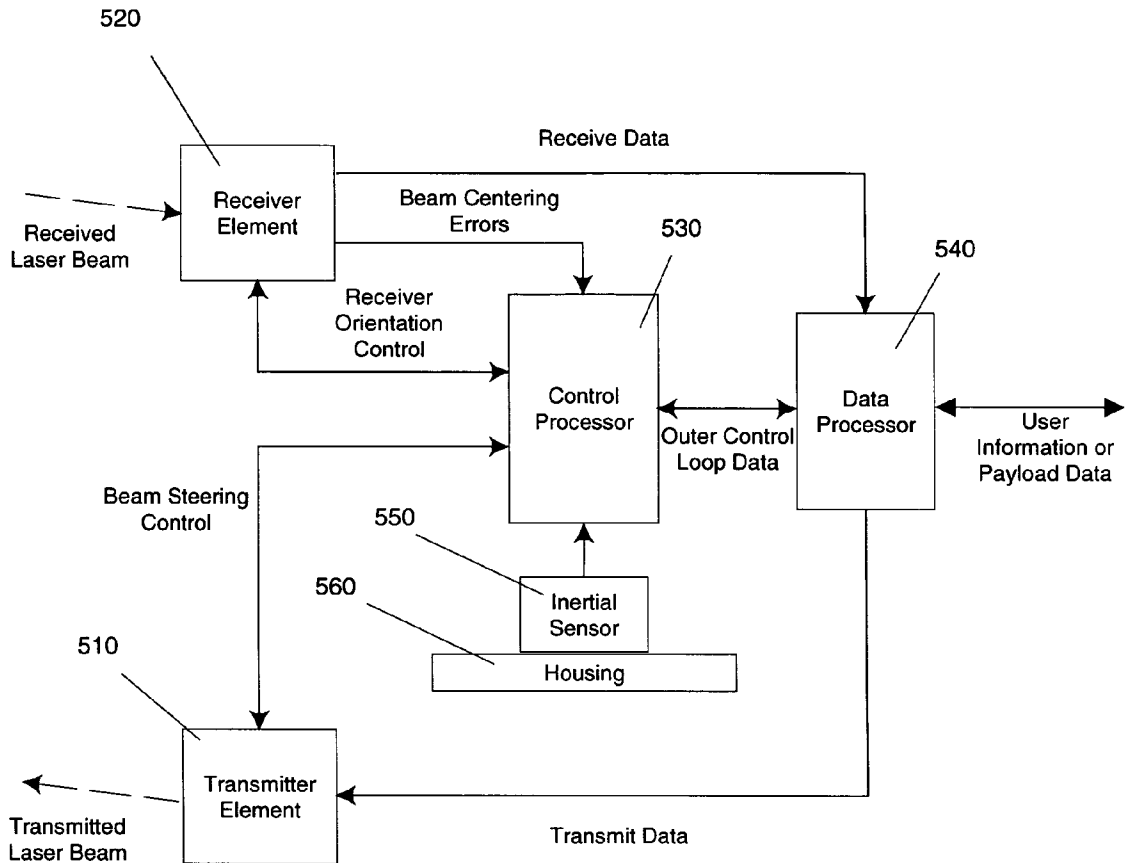 520
Receive Data
Receiver
Element
Beam Centering
Errors
Received
Laser Beam
530
540
Receiver
Orientation
Control
Control
Processor
Data
Processor
Outer Control
Loop Data
User
Information or
Payload Data
Beam Steering
Control
550
560
Inertial
Sensor
Housing
510
Transmitter
Element
Transmitted
Laser Beam
Transmit Data